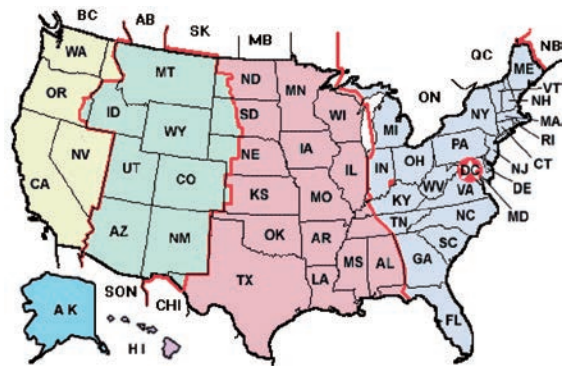 BC
AB
SK
MB
ON
QC
NB
WA
MT
ND
MN
ME
VT
NH
MA
RI
CT
OR
ID
SD
WI
MI
NY
WY
NE
IA
PA
NJ
DE
MD
NV
UT
CO
IL
IN
OH
DC
WV
VA
CA
KS
MO
KY
NC
TN
AZ
NM
OK
AR
SC
MS
AL
GA
TX
LA
SON
CHI
FL
AK
HI